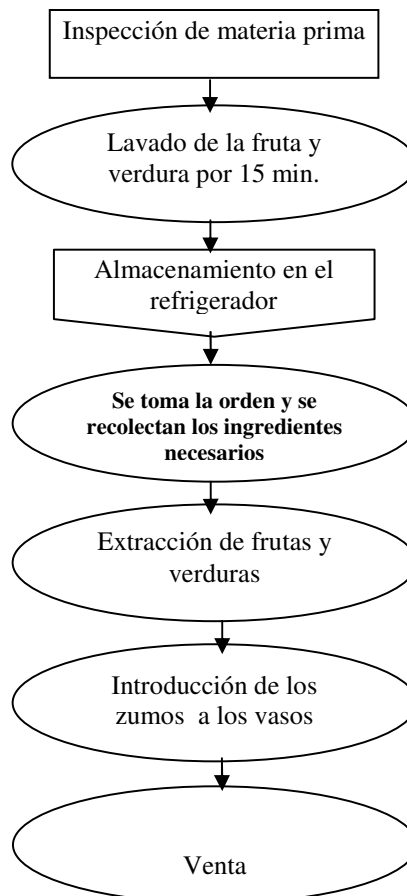 Inspección de materia prima
Lavado de la fruta y
verdura por 15 min.
Almacenamiento en el
refrigerador
Se toma la orden y se
recolectan los ingredientes
necesarios
Extracción de frutas y
verduras
Introducción de los
zumos a los vasos
Venta